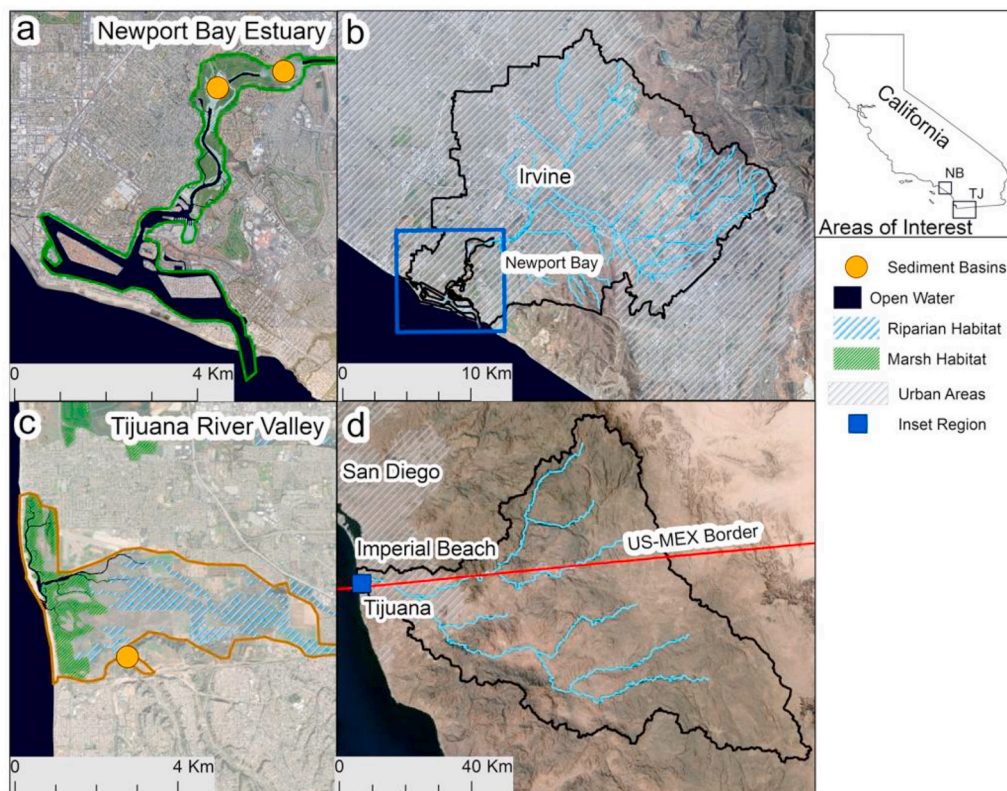 a
Newport Bay Estuary
0
4 Km
b
Irvine
Newport Bay
0
10 Km
California
NB
TJ
Areas of Interest
Sediment Basins
Open Water
Riparian Habitat
Marsh Habitat
Urban Areas
Inset Region
c
Tijuana River Valley
0
4 Km
d
San Diego
Imperial Beach
US-MEX Border
Tijuana
0
40 Km